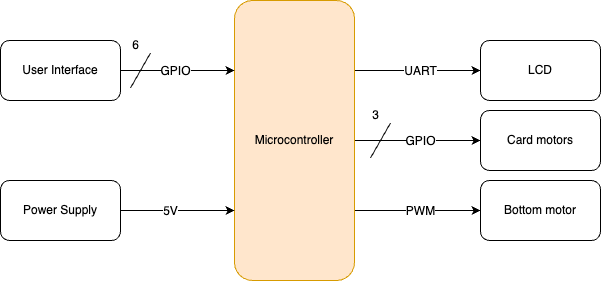 6
User Interface
GPIO
UART
LCD
3
Microcontroller
GPIO
Card motors
Power Supply
5V
PWM
Bottom motor